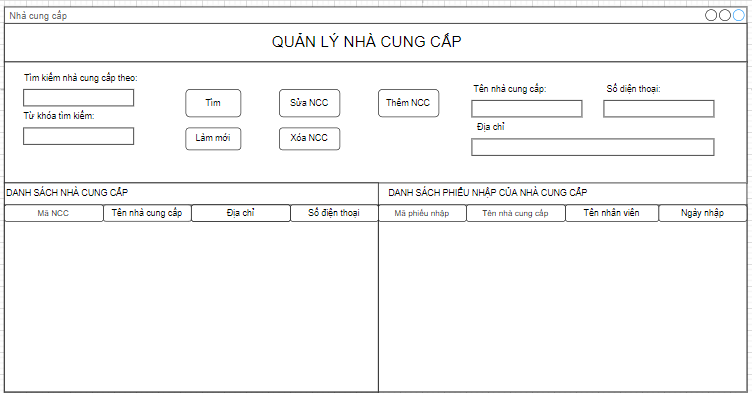 Nhà cung cấp
QUẢN LÝ NHÀ CUNG CẤP
Tìm kiếm nhà cung cấp theo:
Từ khóa tìm kiếm:
Tìm
Sửa NCC
Thêm NCC
Làm mới
Xóa NCC
Tên nhà cung cấp:
Số diện thoại:
Địa chỉ
DANH SÁCH NHÀ CUNG CẤP
Mã NCC
Tên nhà cung cấp
Địa chỉ
Số điện thoại
DANH SÁCH PHIẾU NHẬP CỦA NHÀ CUNG CẤP
Mã phiếu nhập
Tên nhà cung cấp
Tên nhân viên
Ngày nhập